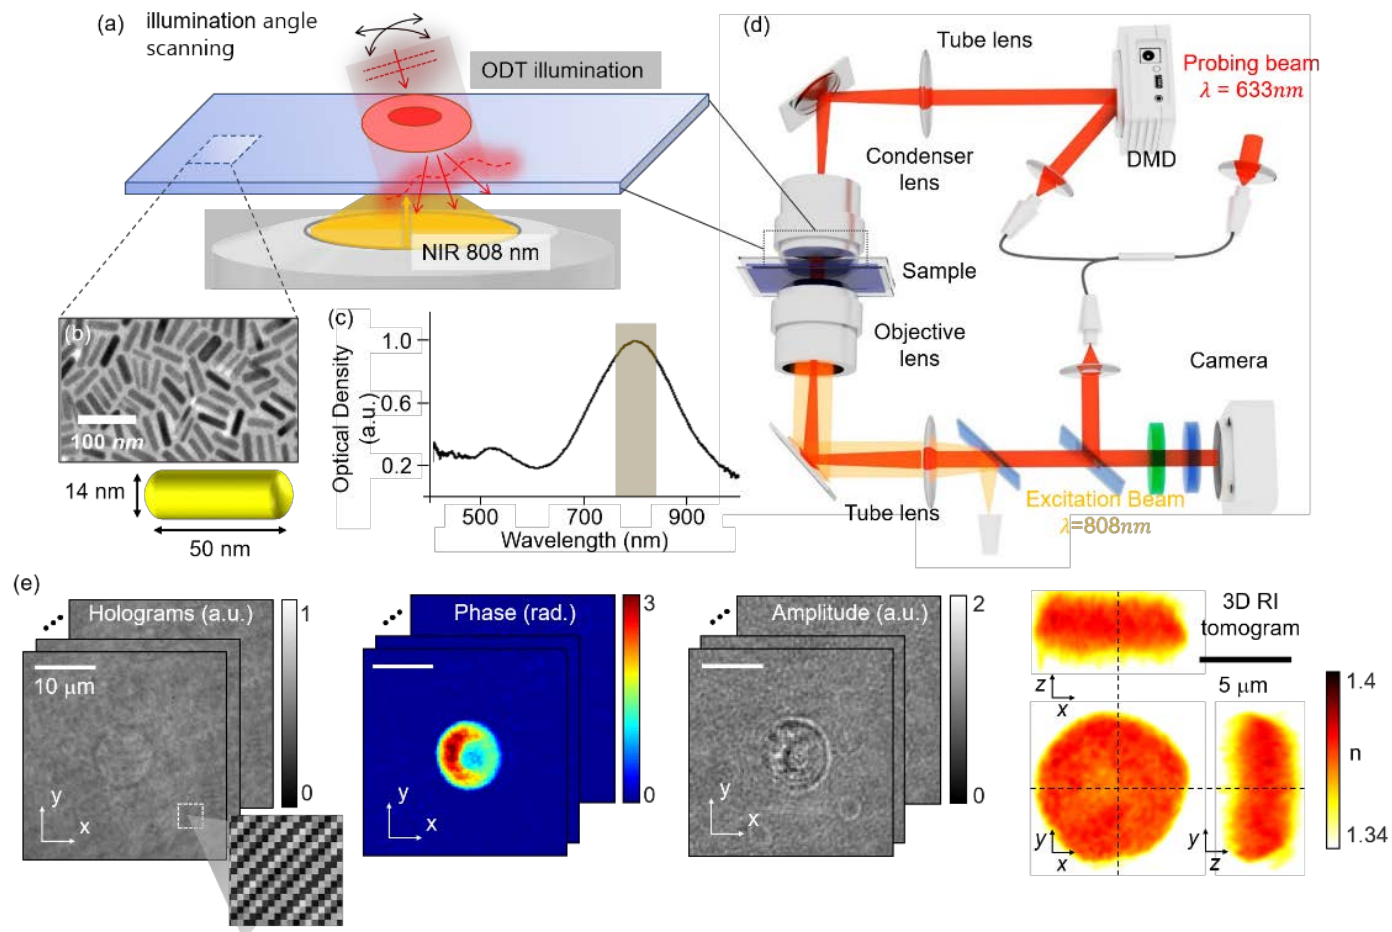 (a)
illumination angle
scanning
ODT illumination
NIR 808 nm
(b)
100 nm
14 nm
50 nm
(c)
Optical Density
(a.u.)
1.0
0.6
0.2
500
700
900
Wavelength (nm)
(d)
Tube lens
Probing beam
λ = 633nm
DMD
Condenser
lens
Sample
Objective
lens
Camera
Tube lens
Excitation Beam
λ=808nm
(e)
Holograms (a.u.)
1
0
10 μm
y
x
Phase (rad.)
3
0
y
x
Amplitude (a.u.)
2
0
y
x
3D RI
tomogram
5 μm
z
x
y
x
y
z
1.4
n
1.34